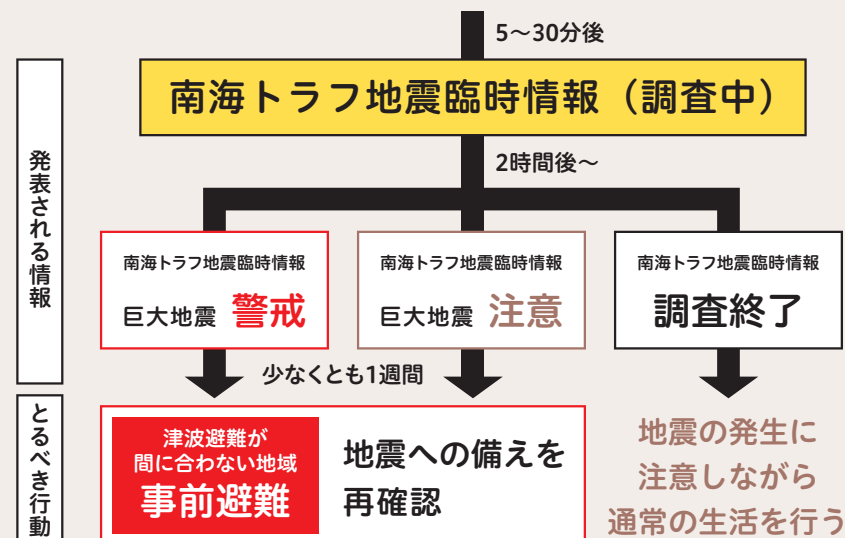 5〜30分後
南海トラフ地震臨時情報（調査中）
2時間後〜
発表される情報
南海トラフ地震臨時情報
巨大地震 警戒
南海トラフ地震臨時情報
巨大地震 注意
南海トラフ地震臨時情報
調査終了
少なくとも1週間
とるべき行動
津波避難が
間に合わない地域
事前避難
地震への備えを
再確認
地震の発生に
注意しながら
通常の生活を行う